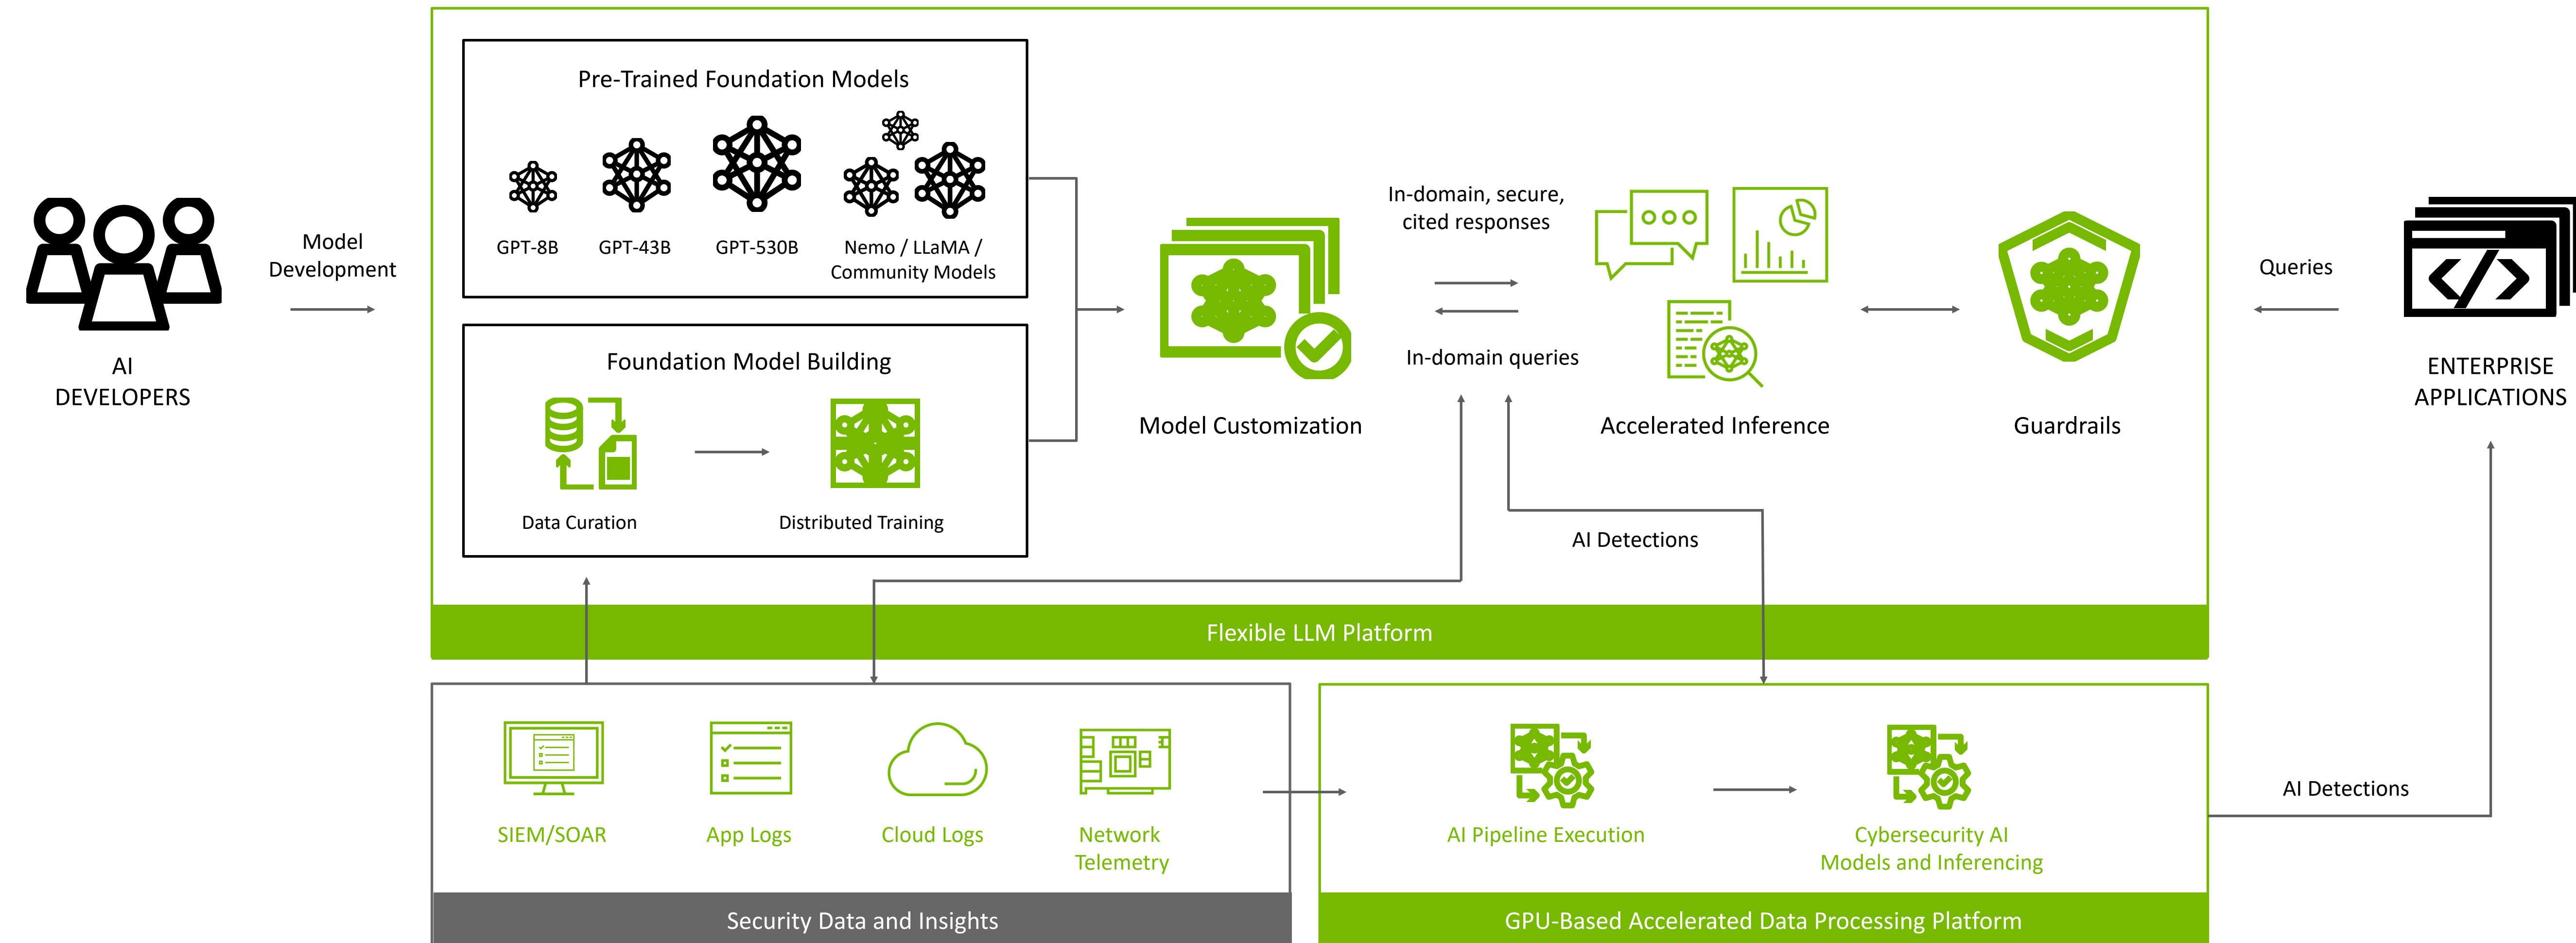 Pre-Trained Foundation Models
GPT-8B
GPT-43B
GPT-530B
Nemo / LLaMA /
Community Models
Model
Development
AI
DEVELOPERS
Foundation Model Building
Data Curation
Distributed Training
Model Customization
In-domain, secure,
cited responses
In-domain queries
Accelerated Inference
Guardrails
Queries
ENTERPRISE
APPLICATIONS
AI Detections
Flexible LLM Platform
SIEM/SOAR
App Logs
Cloud Logs
Network
Telemetry
Security Data and Insights
AI Pipeline Execution
Cybersecurity AI
Models and Inferencing
GPU-Based Accelerated Data Processing Platform
AI Detections